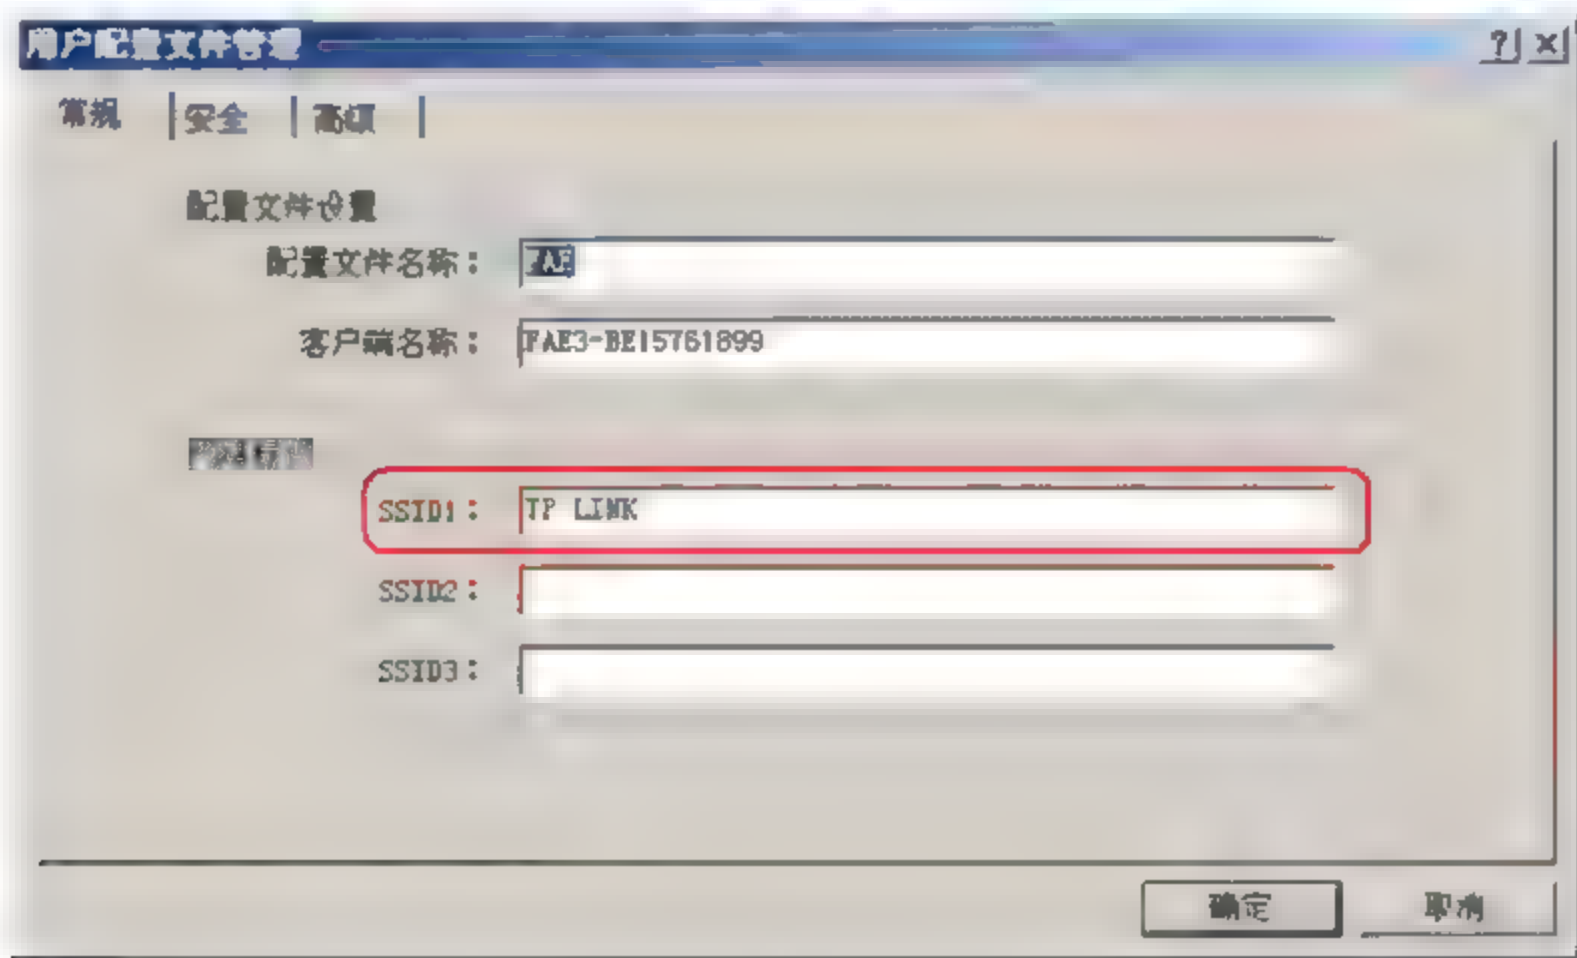 用户配置文件管理
常规 安全 高级
配置文件设置
配置文件名称：
客户端名称： FAE3-BE15761899
SSID1： TP LINK
SSID2：
SSID3：
确定 取消